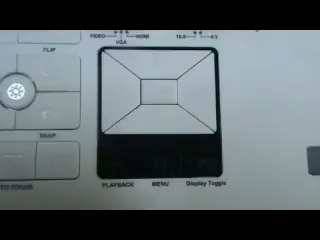 VIDEO
HDMI
VGA
16:9
4:3
FLIP
SNAP
PLAYBACK
MENU
Display Toggle